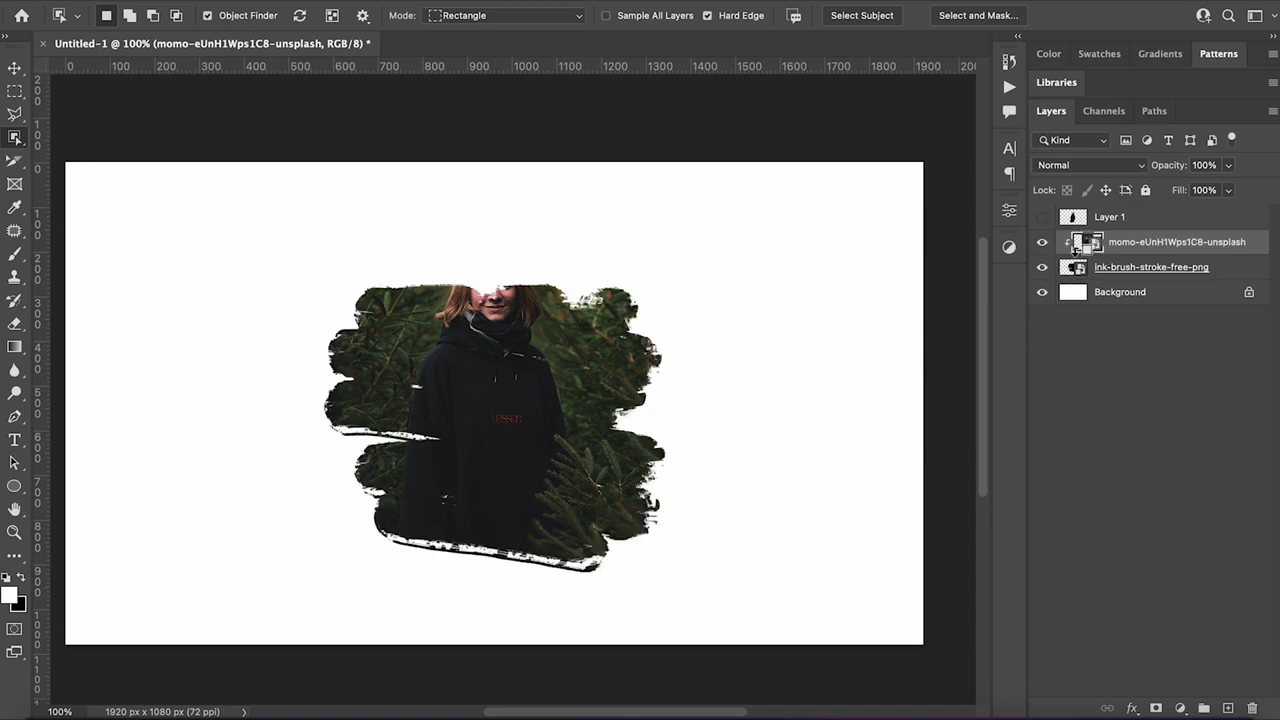 Object Finder Mode: Rectangle Sample All Layers Hard Edge Select Subject Select and Mask...
Untitled-1 @ 100% (momo-eUnH1Wps1C8-unsplash, RGB/8) *
0 100 200 300 400 500 600 700 800 900 1000 1100 1200 1300 1400 1500 1600 1700 1800 1900
Color Swatches Gradients Patterns
Libraries
Layers Channels Paths
Kind
Normal Opacity: 100%
Lock: Fill: 100%
Layer 1
momo-eUnH1Wps1C8-unsplash
ink-brush-stroke-free-png
Background
100% 1920 px x 1080 px (72 ppi)